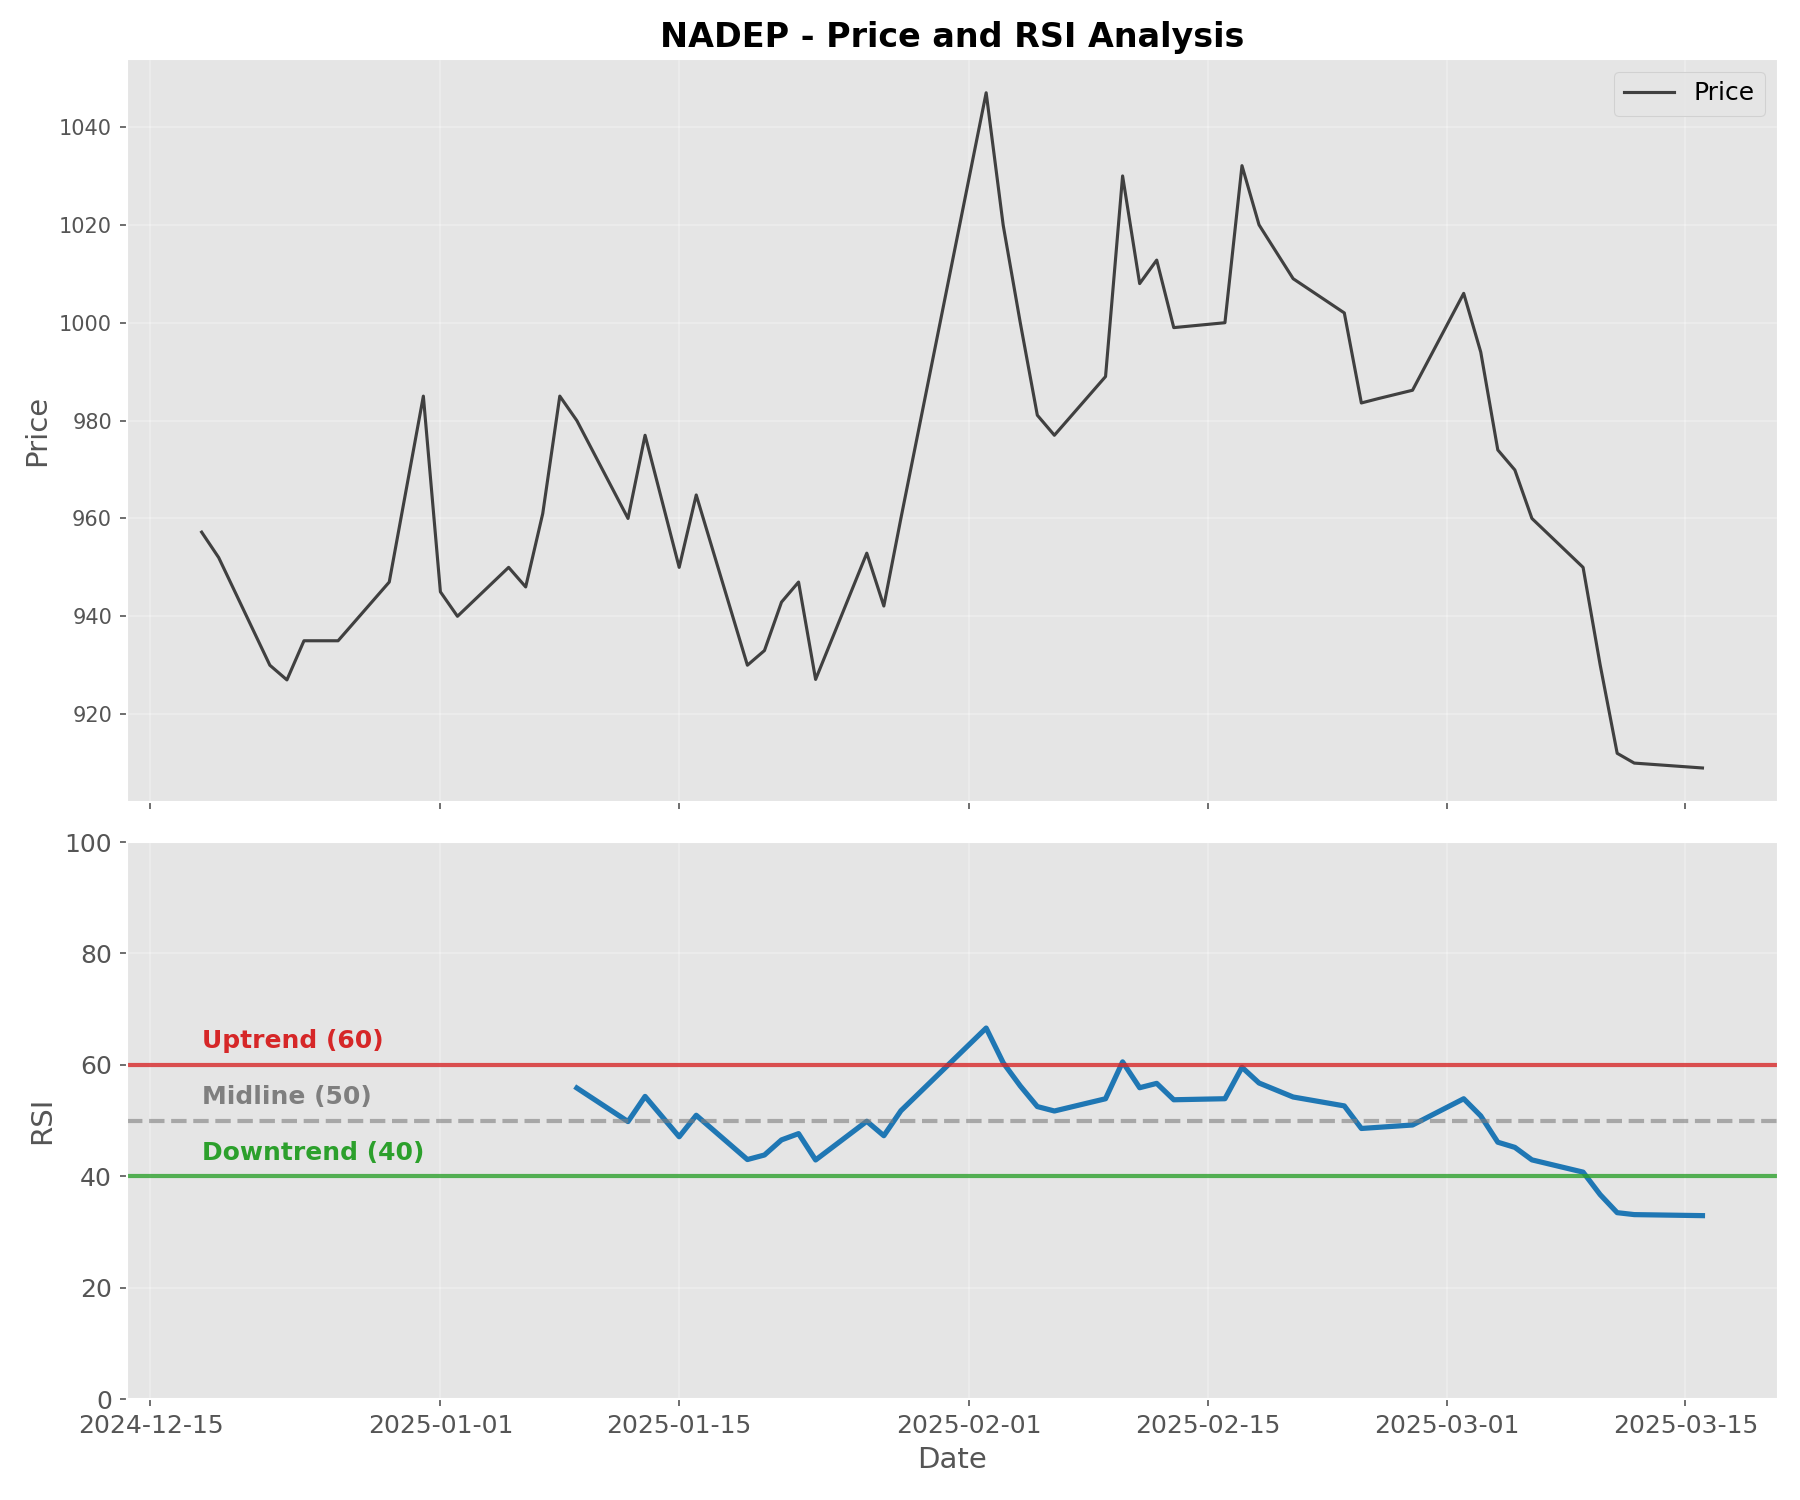 NADEP - Price and RSI Analysis
Price
1040
1020
1000
980
960
940
920
Price
100
80
60
40
20
0
Uptrend (60)
Midline (50)
Downtrend (40)
RSI
2024-12-15
2025-01-01
2025-01-15
2025-02-01
2025-02-15
2025-03-01
2025-03-15
Date